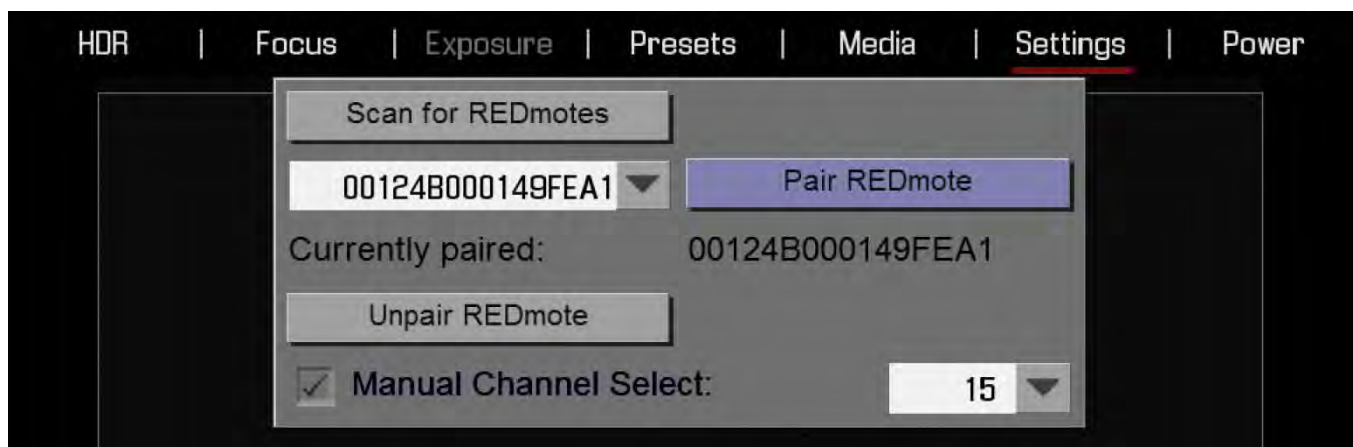 HDR | Focus | Exposure | Presets | Media | Settings | Power
Scan for REDmotes
00124B000149FEA1 Pair REDmote
Currently paired: 00124B000149FEA1
Unpair REDmote
Manual Channel Select: 15